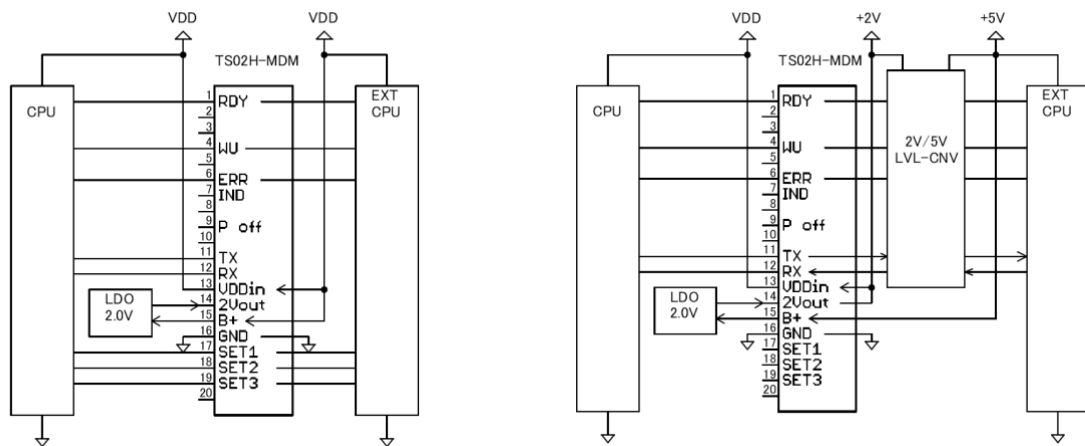 VDD
VDD
TS02H-MDM
CPU
EXT
CPU
1 RDY
2
3
4 WU
5
6 ERR
7 IND
8
9 P off
10
11 TX
12 RX
13 VDDin
14 2Vout
15 B+
16 GND
17 SET1
18 SET2
19 SET3
20
LDO
2.0V
VDD
+2V
+5V
TS02H-MDM
CPU
EXT
CPU
2V/5V
LVL-CNV
1 RDY
2
3
4 WU
5
6 ERR
7 IND
8
9 P off
10
11 TX
12 RX
13 VDDin
14 2Vout
15 B+
16 GND
17 SET1
18 SET2
19 SET3
20
LDO
2.0V